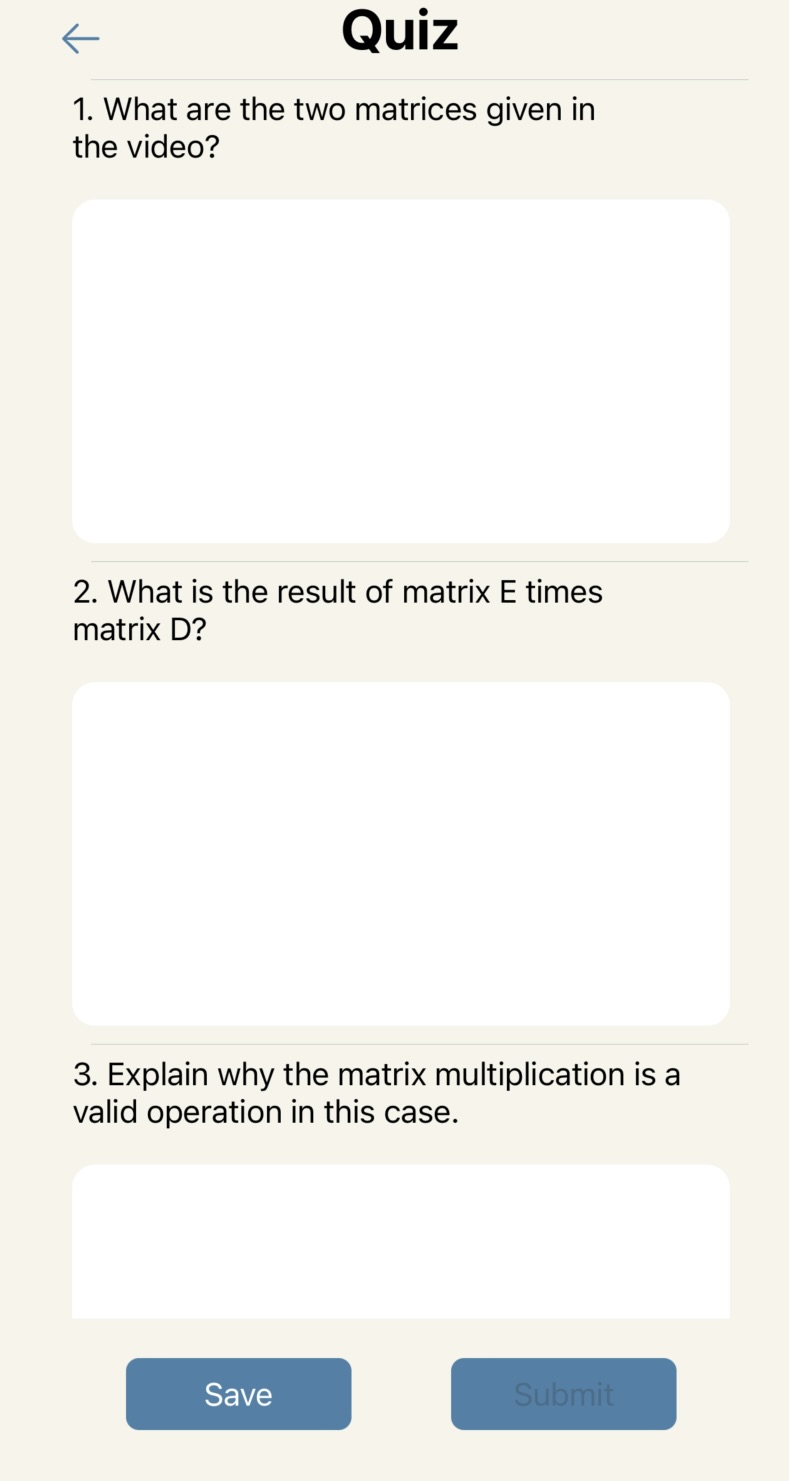 Quiz
1. What are the two matrices given in
the video?
2. What is the result of matrix E times
matrix D?
3. Explain why the matrix multiplication is a
valid operation in this case.
Save
Submit